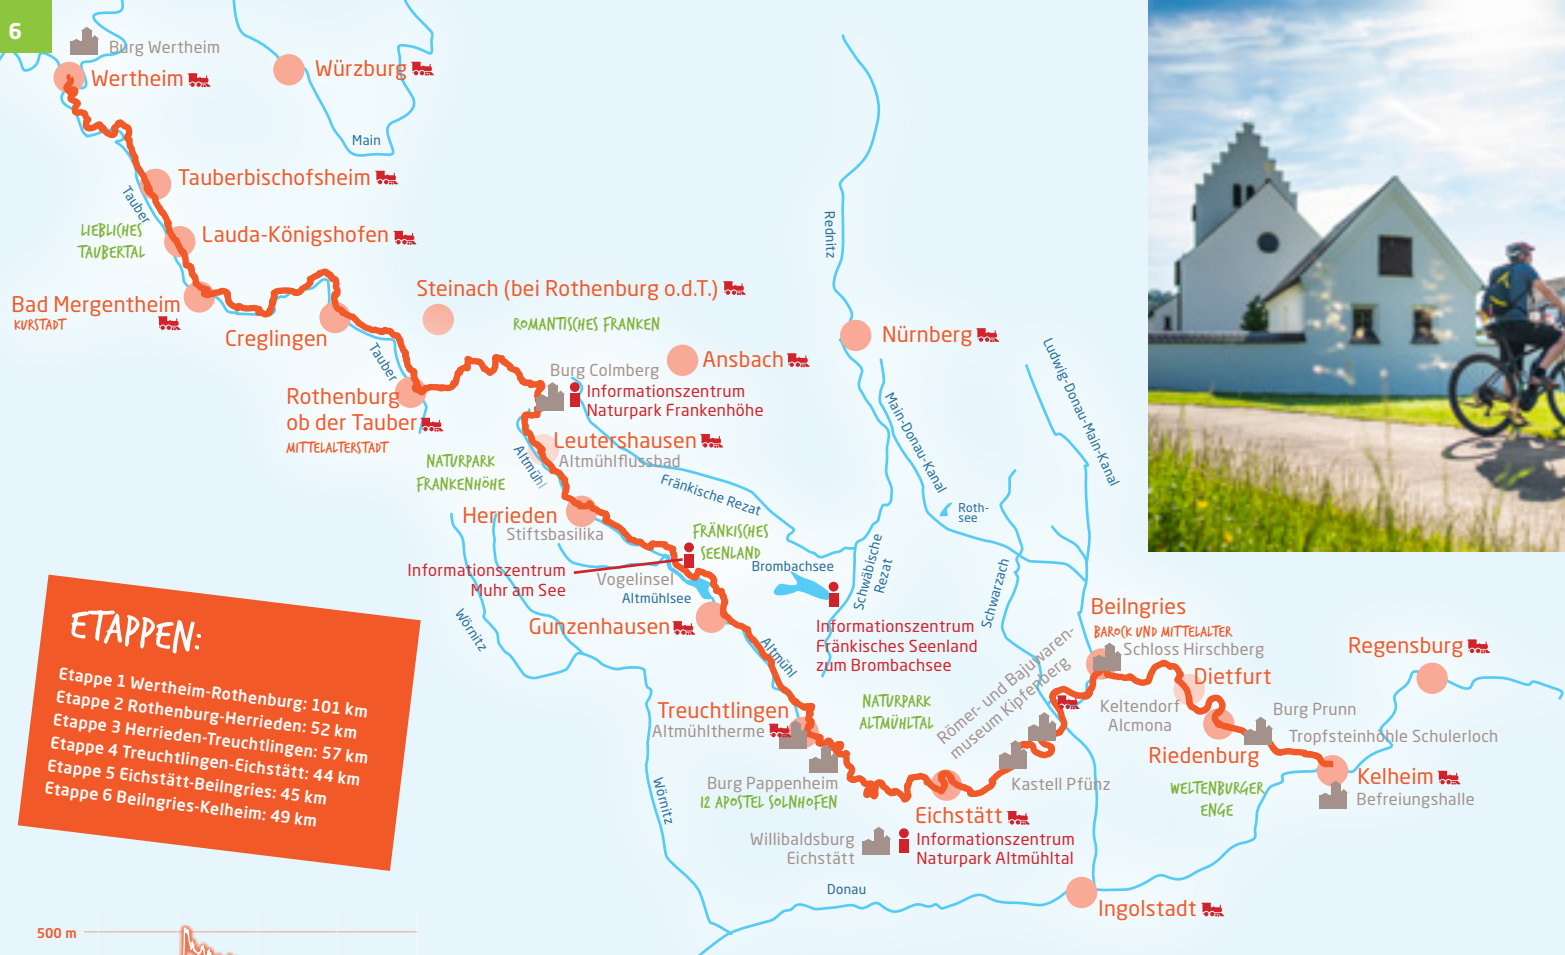 6
Burg Wertheim
Wertheim
Würzburg
Main
Tauberbischofsheim
Tauber
LIEBLICHES
TAUBERTAL
Lauda-Königshofen
Bad Mergentheim
KURSTADT
Creglingen
Steinach (bei Rothenburg o.d.T.)
ROMANTISCHES FRANKEN
Rednitz
Nürnberg
Ansbach
Tauber
Rothenburg
ob der Tauber
MITTELALTERSTADT
Burg Colmberg
Informationszentrum
Naturpark Frankenhöhe
Leutershausen
Altmühlflussbad
Altmühl
NATURPARK
FRANKENHÖHE
Fränkische Rezat
Main-Donau-Kanal
Ludwig-Donau-Main-Kanal
Roth-
see
Herrieden
Stiftsbasilika
FRÄNKISCHES
SEENLAND
Informationszentrum
Muhr am See
Vogelinsel
Altmühlsee
Brombachsee
Schwäbische
Rezat
Schwarzach
Wörnitz
Gunzenhausen
Altmühl
Informationszentrum
Fränkisches Seenland
zum Brombachsee
Beilngries
BAROCK UND MITTELALTER
Schloss Hirschberg
Regensburg
Dietfurt
ETAPPEN:
Etappe 1 Wertheim-Rothenburg: 101 km
Etappe 2 Rothenburg-Herrieden: 52 km
Etappe 3 Herrieden-Treuchtlingen: 57 km
Etappe 4 Treuchtlingen-Eichstätt: 44 km
Etappe 5 Eichstätt-Beilngries: 45 km
Etappe 6 Beilngries-Kelheim: 49 km
Treuchtlingen
Altmühltherme
NATURPARK
ALTMÜHLTAL
Römer- und Bajuwaren-
museum Kipfenberg
Keltendorf
Alcmona
Burg Prunn
Tropfsteinhöhle Schulerloch
Riedenburg
Kelheim
Befreiungshalle
WELTENBURGER
ENGE
Wörnitz
Burg Pappenheim
12 APOSTEL SOLNHOFEN
Kastell Pfünz
Eichstätt
Willibaldsburg
Eichstätt
Informationszentrum
Naturpark Altmühltal
Donau
Ingolstadt
500 m